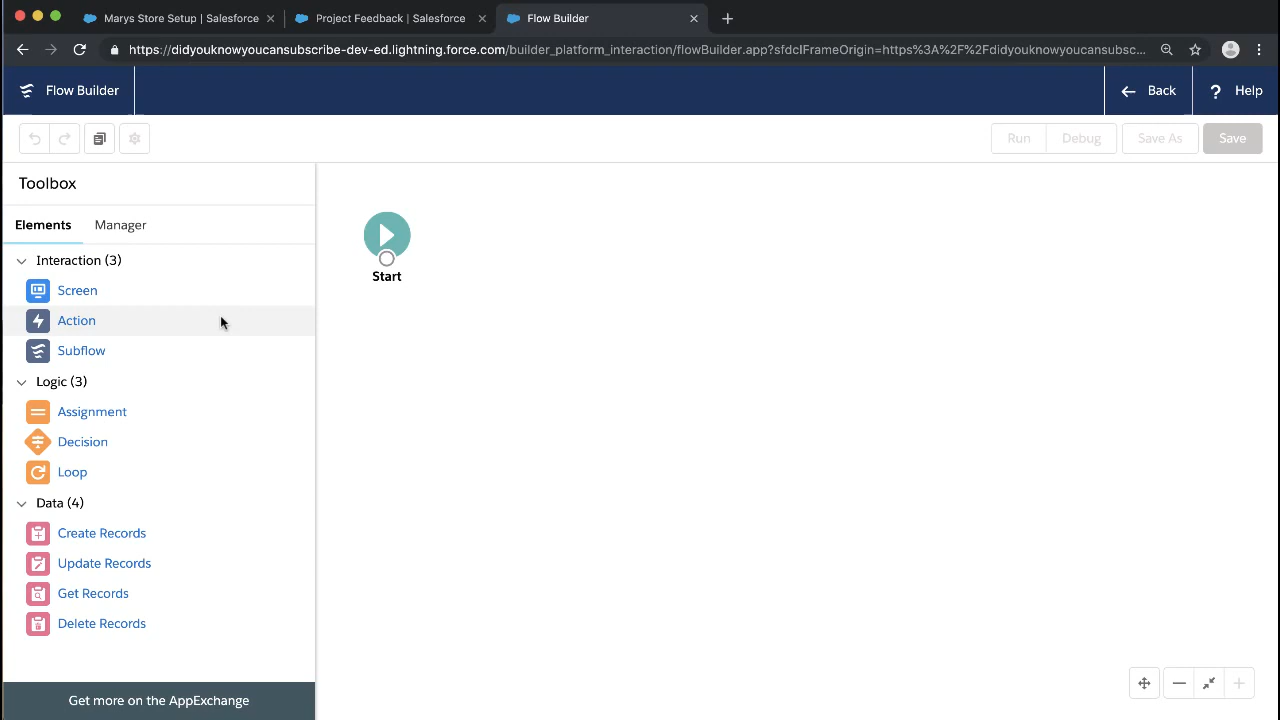 Marys Store Setup | Salesforce
Project Feedback | Salesforce
Flow Builder
https://didyouknowyoucansubscribe-dev-ed.lightning.force.com/builder_platform_interaction/flowBuilder.app?sfdcIFrameOrigin=https%3A%2F%2Fdidyouknowyoucansubsc...
Flow Builder
Back
? Help
Run
Debug
Save As
Save
Toolbox
Elements
Manager
Interaction (3)
Screen
Action
Subflow
Logic (3)
Assignment
Decision
Loop
Data (4)
Create Records
Update Records
Get Records
Delete Records
Get more on the AppExchange
Start